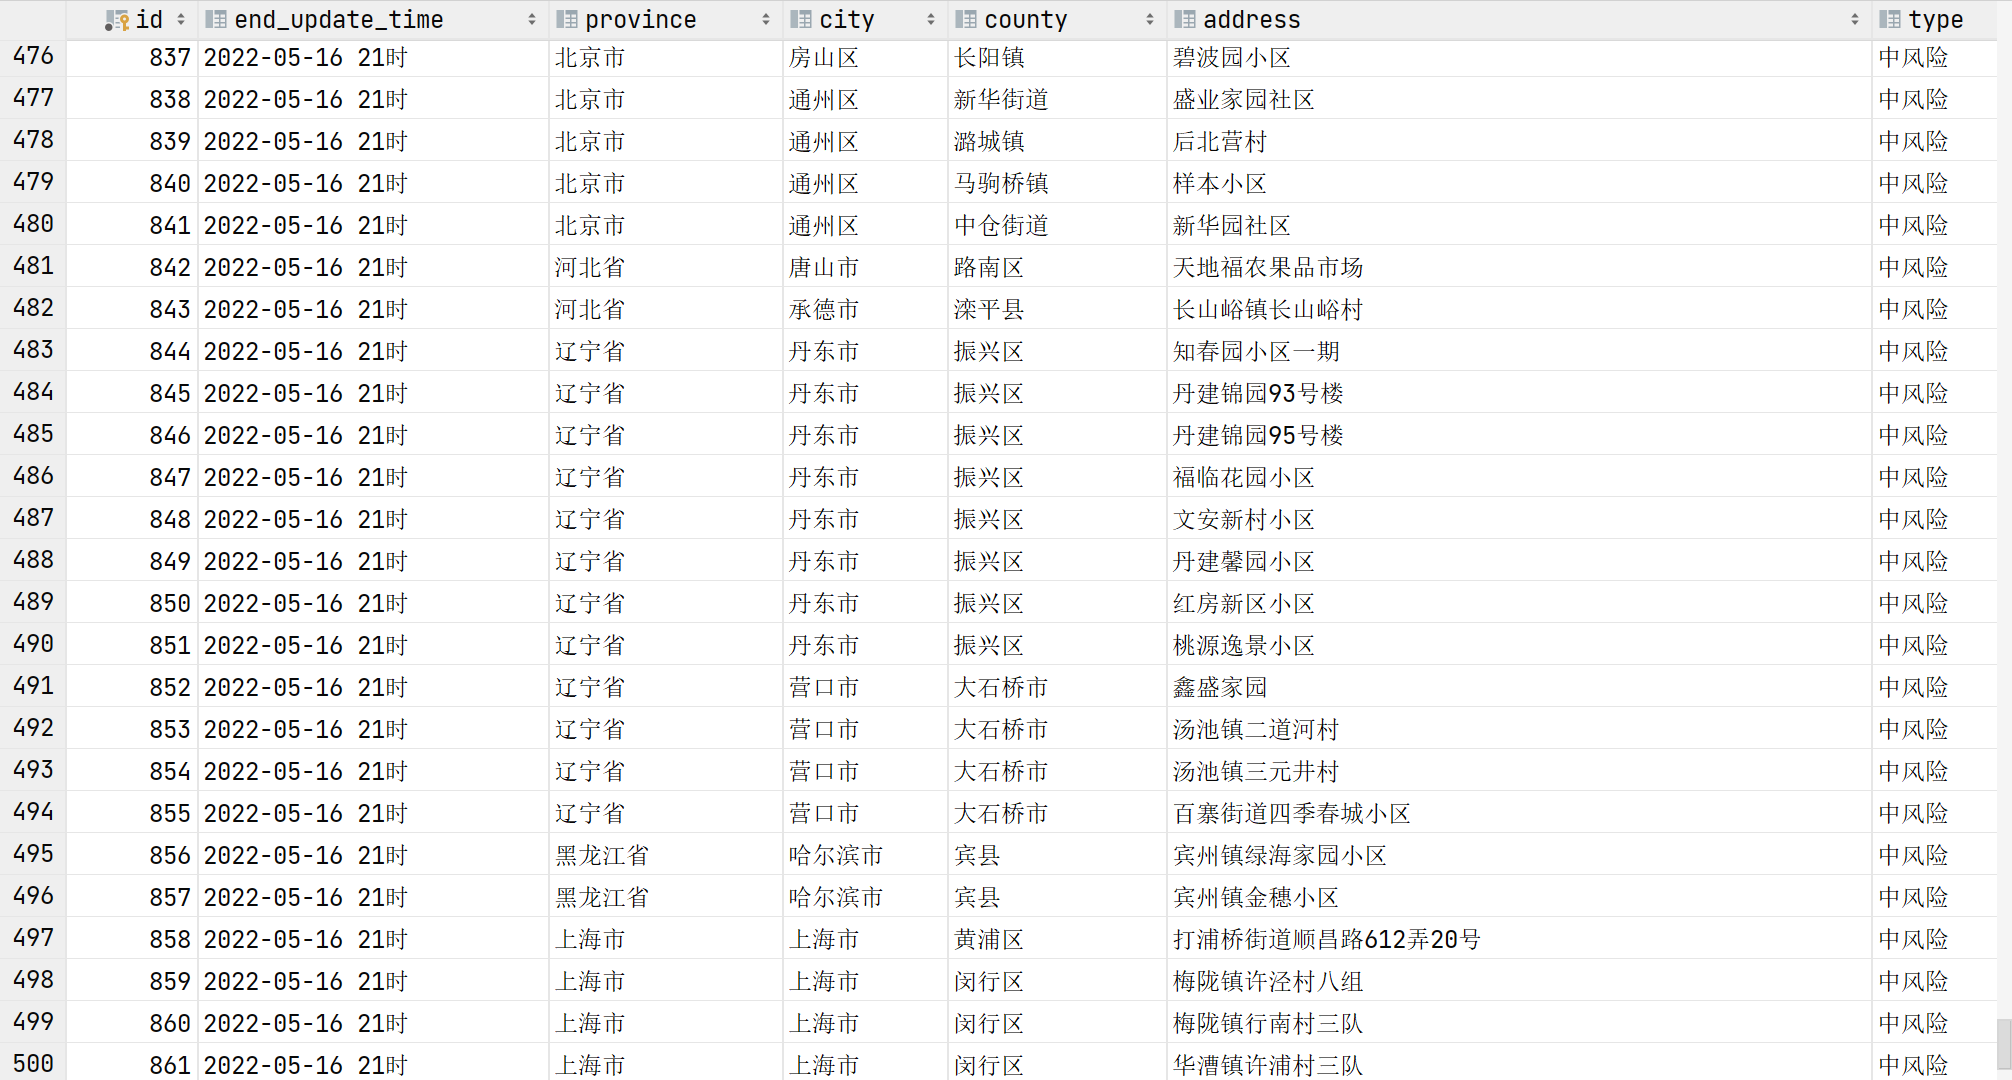 id end_update_time province city county address type
476 837 2022-05-16 21时 北京市 房山区 长阳镇 碧波园小区 中风险
477 838 2022-05-16 21时 北京市 通州区 新华街道 盛业家园社区 中风险
478 839 2022-05-16 21时 北京市 通州区 潞城镇 后北营村 中风险
479 840 2022-05-16 21时 北京市 通州区 马驹桥镇 样本小区 中风险
480 841 2022-05-16 21时 北京市 通州区 中仓街道 新华园社区 中风险
481 842 2022-05-16 21时 河北省 唐山市 路南区 天地福农果品市场 中风险
482 843 2022-05-16 21时 河北省 承德市 滦平县 长山峪镇长山峪村 中风险
483 844 2022-05-16 21时 辽宁省 丹东市 振兴区 知春园小区一期 中风险
484 845 2022-05-16 21时 辽宁省 丹东市 振兴区 丹建锦园93号楼 中风险
485 846 2022-05-16 21时 辽宁省 丹东市 振兴区 丹建锦园95号楼 中风险
486 847 2022-05-16 21时 辽宁省 丹东市 振兴区 福临花园小区 中风险
487 848 2022-05-16 21时 辽宁省 丹东市 振兴区 文安新村小区 中风险
488 849 2022-05-16 21时 辽宁省 丹东市 振兴区 丹建馨园小区 中风险
489 850 2022-05-16 21时 辽宁省 丹东市 振兴区 红房新区小区 中风险
490 851 2022-05-16 21时 辽宁省 丹东市 振兴区 桃源逸景小区 中风险
491 852 2022-05-16 21时 辽宁省 营口市 大石桥市 鑫盛家园 中风险
492 853 2022-05-16 21时 辽宁省 营口市 大石桥市 汤池镇二道河村 中风险
493 854 2022-05-16 21时 辽宁省 营口市 大石桥市 汤池镇三元井村 中风险
494 855 2022-05-16 21时 辽宁省 营口市 大石桥市 百寨街道四季春城小区 中风险
495 856 2022-05-16 21时 黑龙江省 哈尔滨市 宾县 宾州镇绿海家园小区 中风险
496 857 2022-05-16 21时 黑龙江省 哈尔滨市 宾县 宾州镇金穗小区 中风险
497 858 2022-05-16 21时 上海市 上海市 黄浦区 打浦桥街道顺昌路612弄20号 中风险
498 859 2022-05-16 21时 上海市 上海市 闵行区 梅陇镇许泾村八组 中风险
499 860 2022-05-16 21时 上海市 上海市 闵行区 梅陇镇行南村三队 中风险
500 861 2022-05-16 21时 上海市 上海市 闵行区 华漕镇许浦村三队 中风险